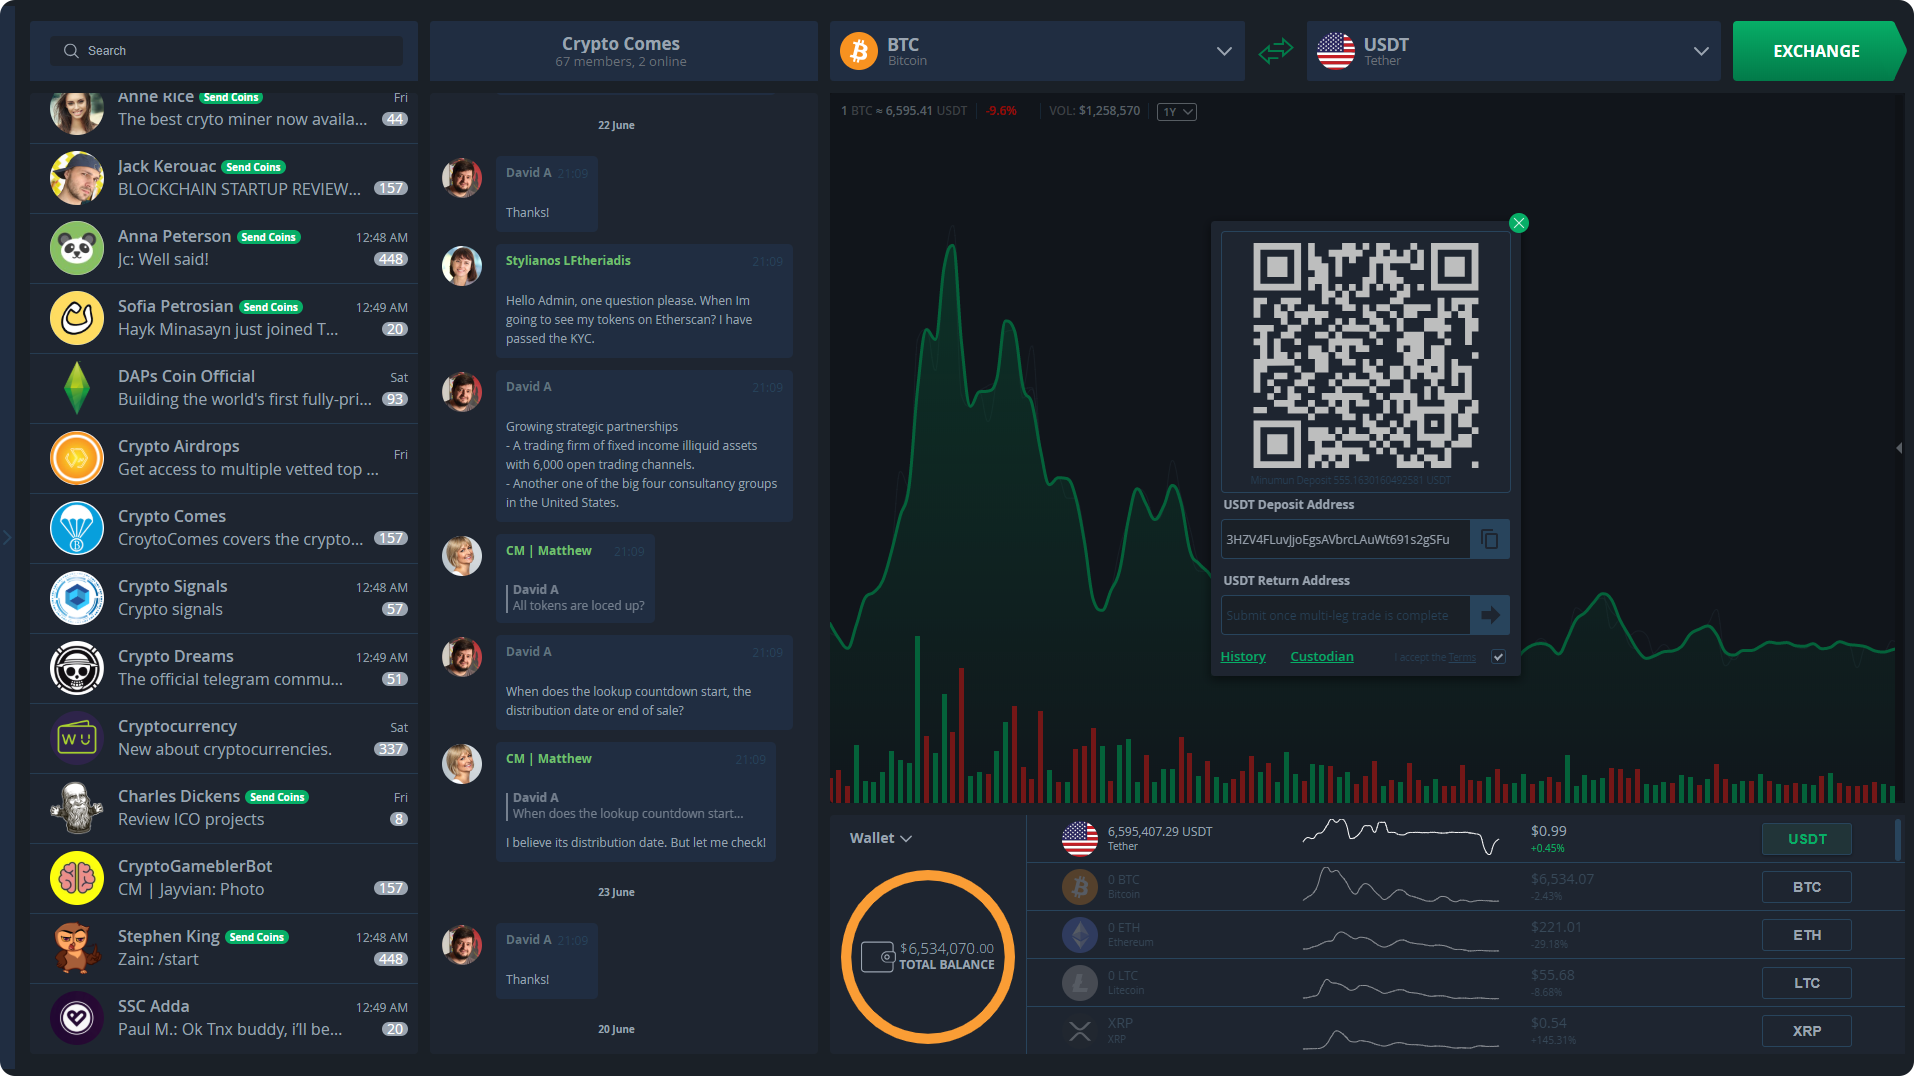 Search
Anne Rice Send Coins Fri
The best cryto miner now availa... 44
Jack Kerouac Send Coins
BLOCKCHAIN STARTUP REVIEW... 157
Anna Peterson Send Coins 12:48 AM
Jc: Well said! 448
Sofia Petrosian Send Coins 12:49 AM
Hayk Minasayn just joined T... 20
DAPs Coin Official Sat
Building the world's first fully-pri... 93
Crypto Airdrops Fri
Get access to multiple vetted top ...
Crypto Comes
CroytoComes covers the crypto... 157
Crypto Signals 12:48 AM
Crypto signals 57
Crypto Dreams 12:49 AM
The official telegram commu... 51
WU
Cryptocurrency Sat
New about cryptocurrencies. 337
Charles Dickens Send Coins Fri
Review ICO projects 8
CryptoGameblerBot
CM | Jayvian: Photo 157
Stephen King Send Coins 12:48 AM
Zain: /start 448
SSC Adda 12:49 AM
Paul M.: Ok Tnx buddy, i'll be... 20
Crypto Comes
67 members, 2 online
22 June
David A 21:09
Thanks!
Stylianos LFtheriadis 21:09
Hello Admin, one question please. When Im
going to see my tokens on Etherscan? I have
passed the KYC.
David A 21:09
Growing strategic partnerships
- A trading firm of fixed income illiquid assets
with 6,000 open trading channels.
- Another one of the big four consultancy groups
in the United States.
CM | Matthew 21:09
David A
All tokens are loced up?
David A 21:09
When does the lookup countdown start, the
distribution date or end of sale?
CM | Matthew 21:09
David A
When does the lookup countdown start...
I believe its distribution date. But let me check!
23 June
David A 21:09
Thanks!
20 June
BTC
Bitcoin
USDT
Tether
EXCHANGE
1 BTC ≈ 6,595.41 USDT -9.6% VOL: $1,258,570 1Y
Minumun Deposit 555.1630160492581 USDT
USDT Deposit Address
3HZV4FLuvJjoEgsAVbrcLAuWt691s2gSFu
USDT Return Address
Submit once multi-leg trade is complete
History Custodian I accept the Terms
Wallet
$6,534,070.00
TOTAL BALANCE
6,595,407.29 USDT $0.99 USDT
Tether +0.45%
0 BTC $6,534.07 BTC
Bitcoin -2.43%
0 ETH $221.01 ETH
Ethereum -29.18%
0 LTC $55.68 LTC
Litecoin -8.68%
XRP $0.54 XRP
XRP +145.31%